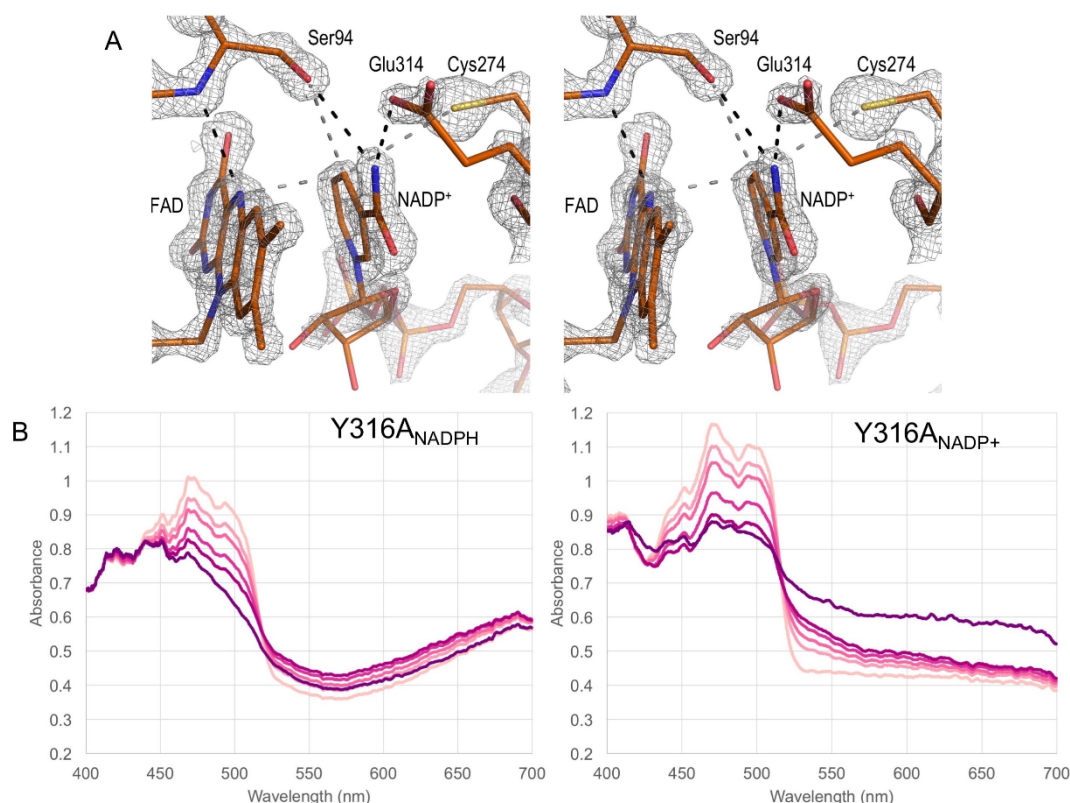 A
Ser94
Glu314
Cys274
FAD
NADP+
Ser94
Glu314
Cys274
FAD
NADP+
B
Y316ANADPH
1.2
1.1
1
0.9
0.8
0.7
0.6
0.5
0.4
0.3
0.2
Absorbance
400 450 500 550 600 650 700
Wavelength (nm)
Y316ANADP+
1.2
1.1
1
0.9
0.8
0.7
0.6
0.5
0.4
0.3
0.2
Absorbance
400 450 500 550 600 650 700
Wavelength (nm)